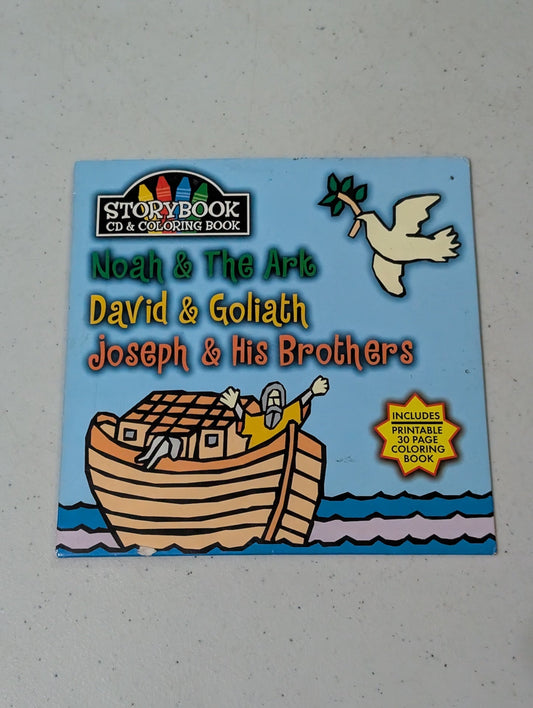 STORYBOOK
CD & COLORING BOOK
Noah & The Ark
David & Goliath
Joseph & His Brothers
INCLUDES
PRINTABLE
30 PAGE
COLORING
BOOK